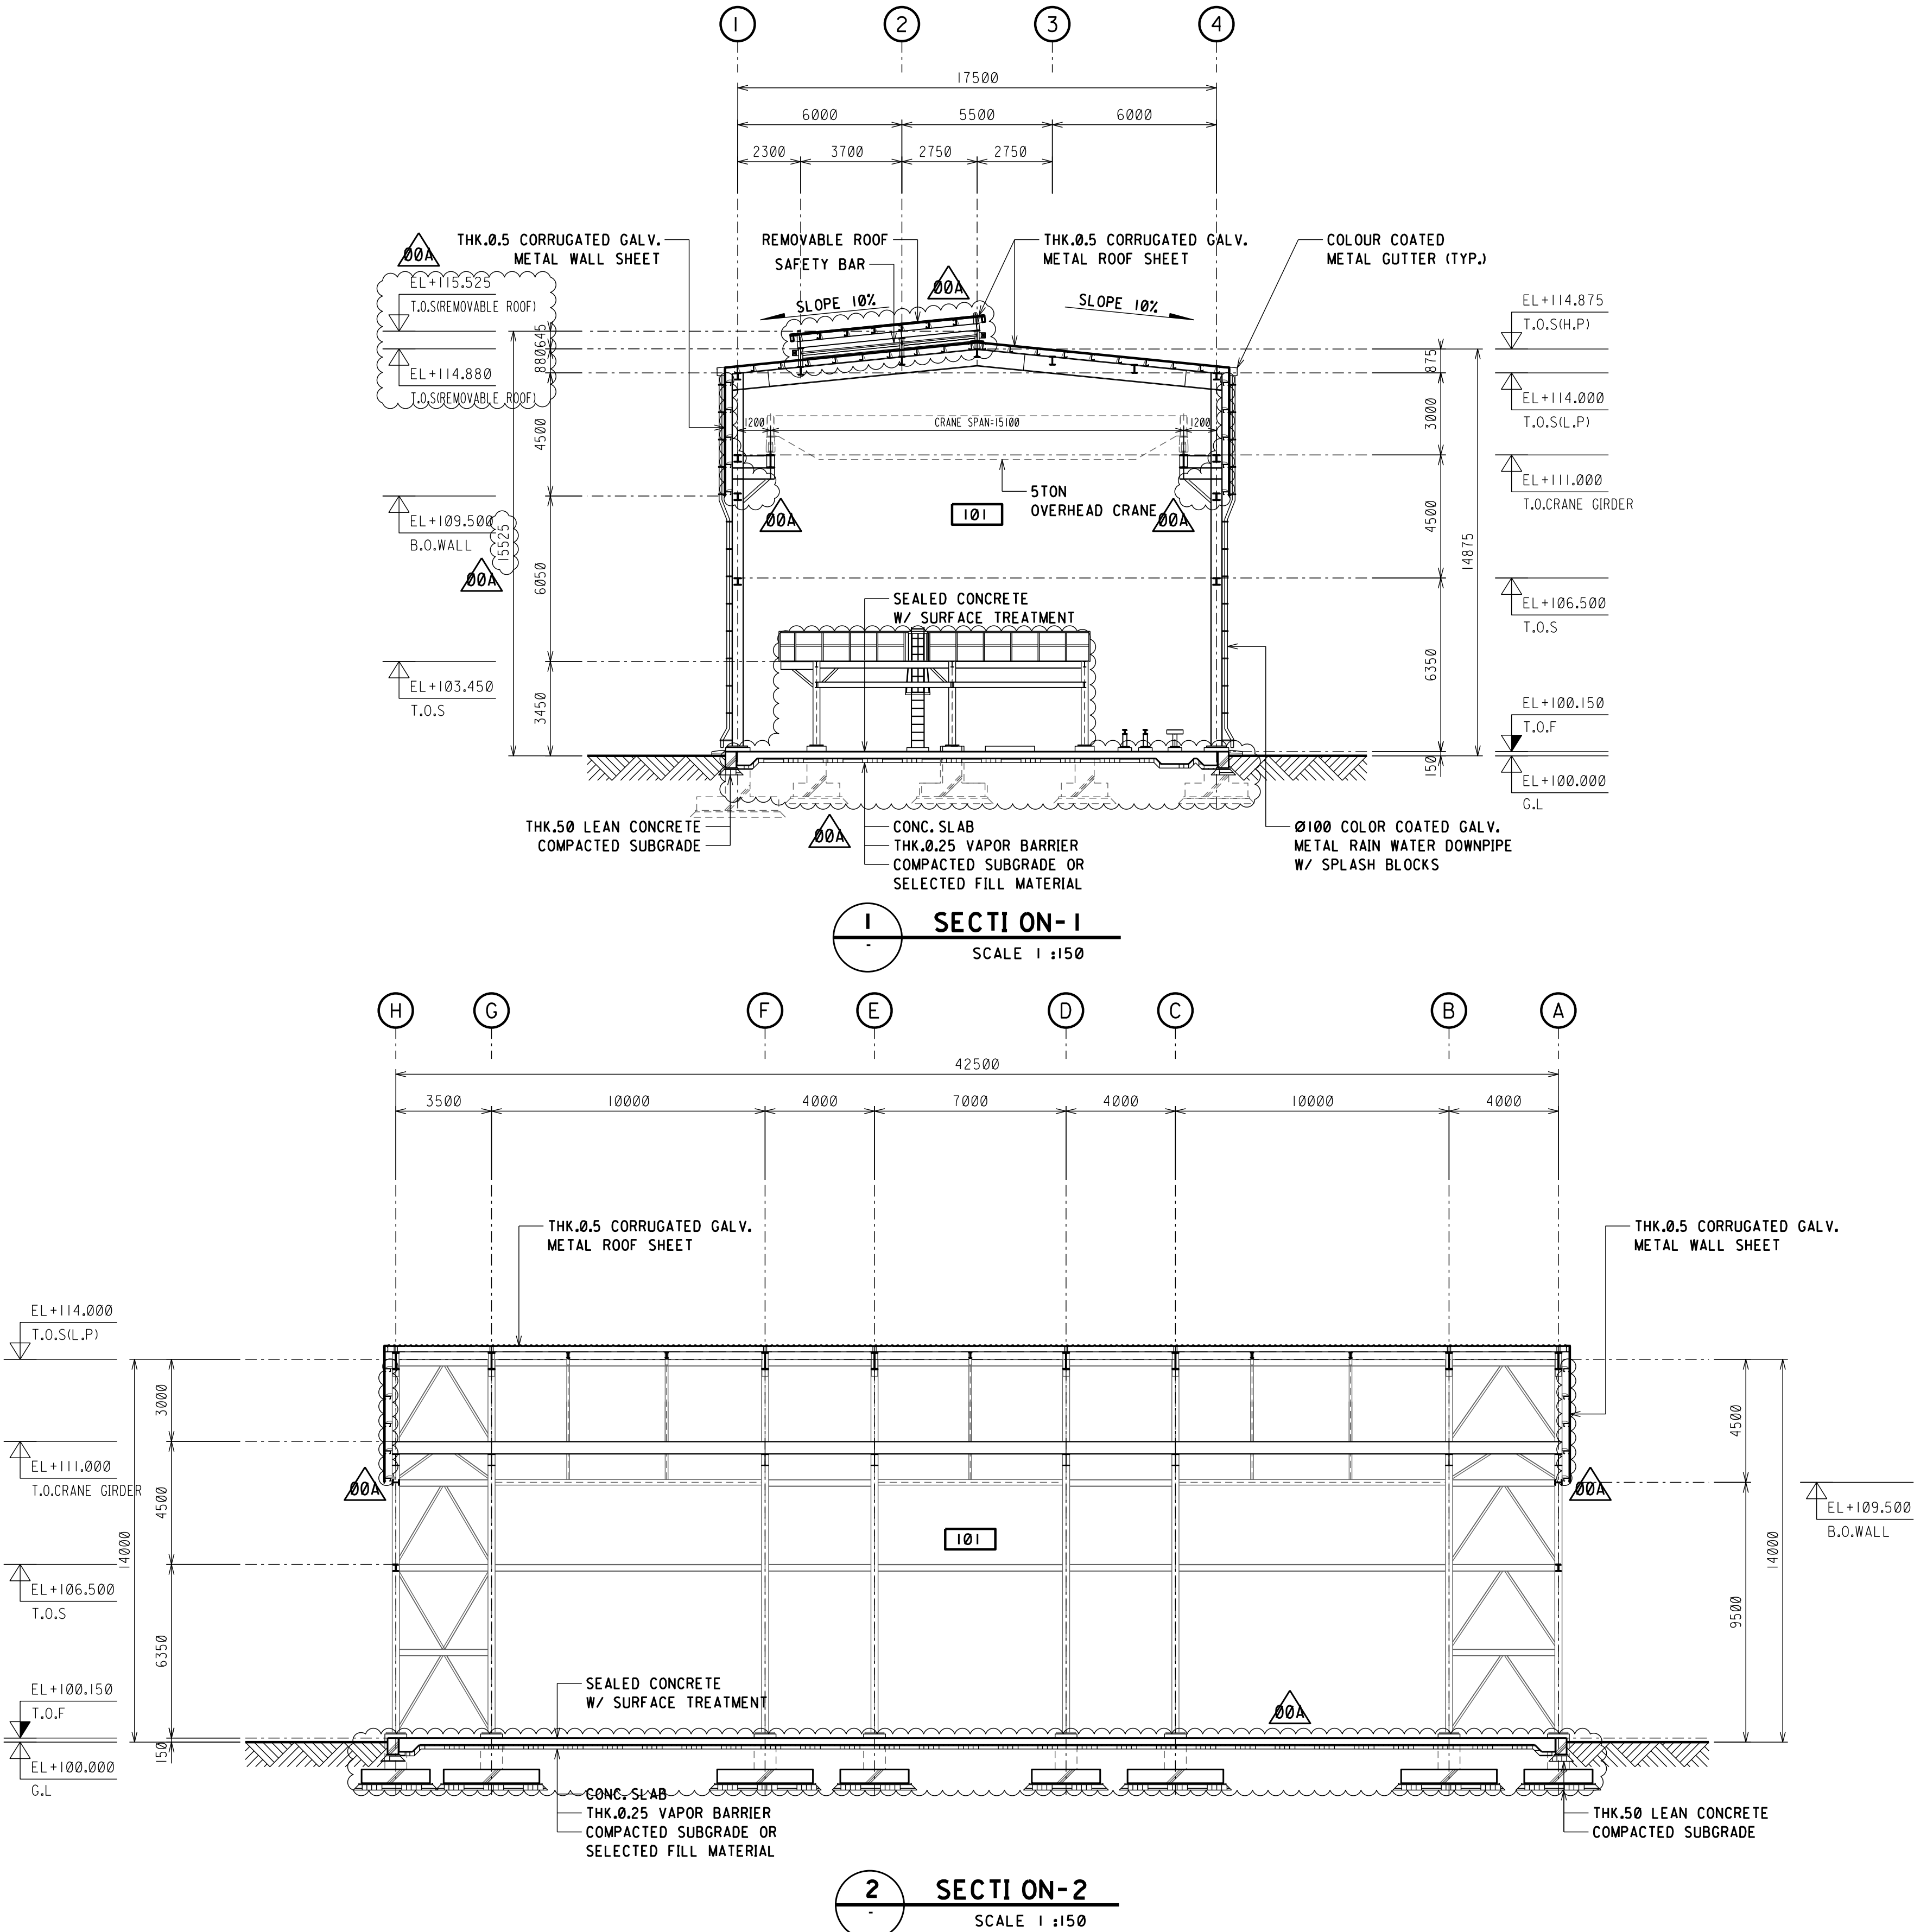 1
2
3
4
17500
6000
5500
6000
2300
3700
2750
2750
00A
THK.0.5 CORRUGATED GALV.
METAL WALL SHEET
REMOVABLE ROOF
SAFETY BAR
THK.0.5 CORRUGATED GALV.
METAL ROOF SHEET
COLOUR COATED
METAL GUTTER (TYP.)
00A
SLOPE 10%
SLOPE 10%
EL+115.525
T.O.S(REMOVABLE ROOF)
EL+114.880
T.O.S(REMOVABLE ROOF)
645
880
4500
6050
3450
15525
EL+109.500
B.O.WALL
00A
EL+103.450
T.O.S
1200
CRANE SPAN=15100
1200
5TON
OVERHEAD CRANE
00A
00A
101
SEALED CONCRETE
W/ SURFACE TREATMENT
875
3000
4500
6350
150
14875
EL+114.875
T.O.S(H.P)
EL+114.000
T.O.S(L.P)
EL+111.000
T.O.CRANE GIRDER
EL+106.500
T.O.S
EL+100.150
T.O.F
EL+100.000
G.L
THK.50 LEAN CONCRETE
COMPACTED SUBGRADE
00A
CONC. SLAB
THK.0.25 VAPOR BARRIER
COMPACTED SUBGRADE OR
SELECTED FILL MATERIAL
Ø100 COLOR COATED GALV.
METAL RAIN WATER DOWNPIPE
W/ SPLASH BLOCKS
1
-
SECTION-1
SCALE 1:150
H
G
F
E
D
C
B
A
42500
3500
10000
4000
7000
4000
10000
4000
THK.0.5 CORRUGATED GALV.
METAL ROOF SHEET
THK.0.5 CORRUGATED GALV.
METAL WALL SHEET
EL+114.000
T.O.S(L.P)
EL+111.000
T.O.CRANE GIRDER
EL+106.500
T.O.S
EL+100.150
T.O.F
EL+100.000
G.L
14000
3000
4500
6350
150
00A
101
00A
4500
9500
14000
EL+109.500
B.O.WALL
SEALED CONCRETE
W/ SURFACE TREATMENT
00A
CONC. SLAB
THK.0.25 VAPOR BARRIER
COMPACTED SUBGRADE OR
SELECTED FILL MATERIAL
THK.50 LEAN CONCRETE
COMPACTED SUBGRADE
2
-
SECTION-2
SCALE 1:150